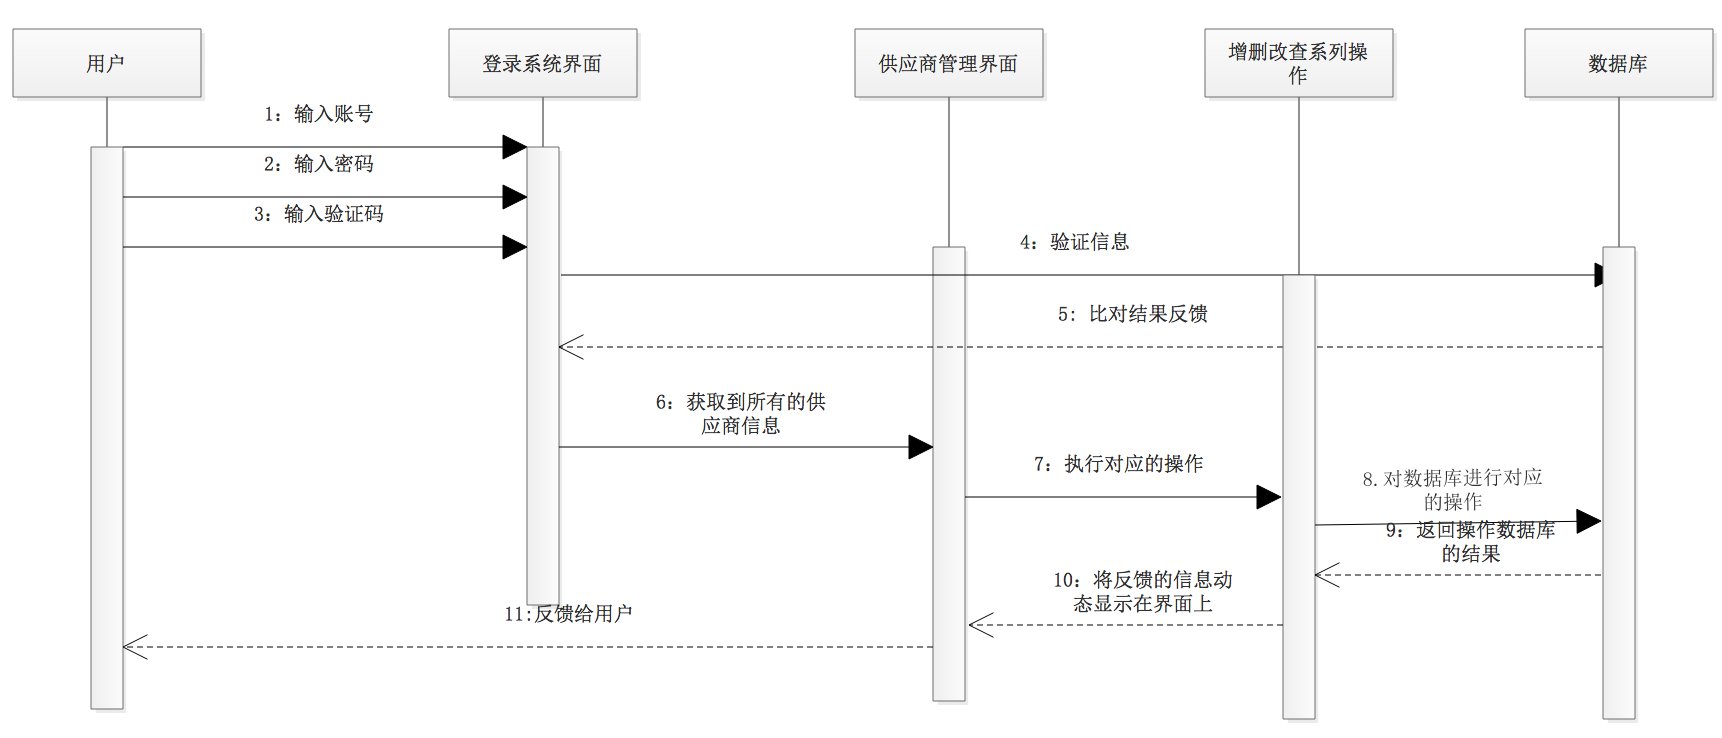 用户
登录系统界面
供应商管理界面
增删改查系列操
作
数据库
1: 输入账号
2: 输入密码
3: 输入验证码
4: 验证信息
5: 比对结果反馈
6: 获取到所有的供
应商信息
7: 执行对应的操作
8.对数据库进行对应
的操作
9: 返回操作数据库
的结果
10: 将反馈的信息动
态显示在界面上
11:反馈给用户